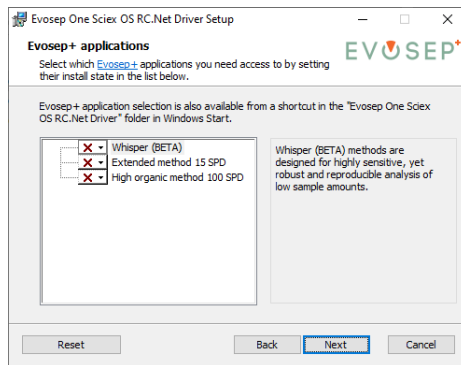 Evosep One Sciex OS RC.Net Driver Setup
Evosep+ applications
Select which Evosep+ applications you need access to by setting
their install state in the list below.
EVOSEP+
Evosep+ application selection is also available from a shortcut in the "Evosep One Sciex
OS RC.Net Driver" folder in Windows Start.
Whisper (BETA)
Extended method 15 SPD
High organic method 100 SPD
Whisper (BETA) methods are
designed for highly sensitive, yet
robust and reproducible analysis of
low sample amounts.
Reset
Back
Next
Cancel